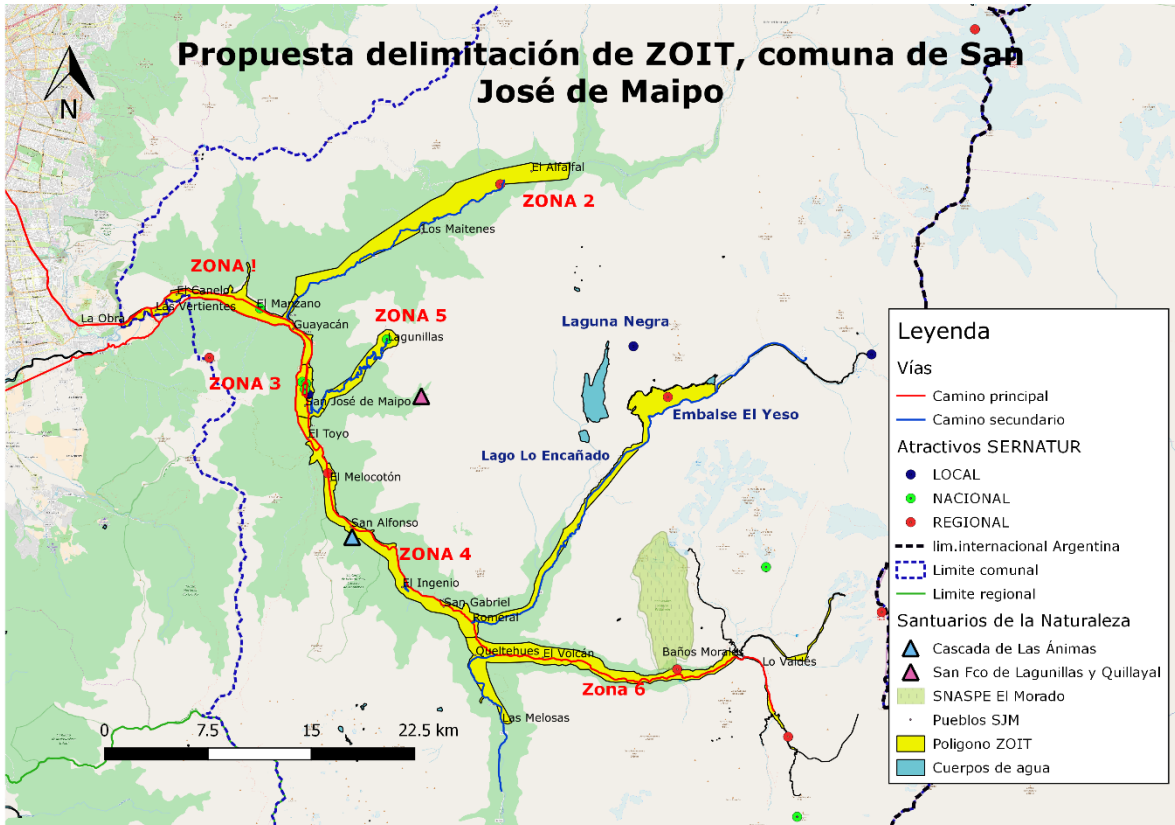 Propuesta delimitación de ZOIT, comuna de San
José de Maipo
N
El Alfalfal
ZONA 2
Los Maitenes
ZONA !
El Canelo
Las Vertientes
El Manzano
La Obra
Guayacán
ZONA 5
Lagunillas
Laguna Negra
ZONA 3
San José de Maipo
Embalse El Yeso
El Toyo
Lago Lo Encañado
El Melocotón
San Alfonso
ZONA 4
El Ingenio
San Gabriel
Romeral
Queltehues
El Volcán
Baños Morales
Lo Valdés
Zona 6
Las Melosas
0
7.5
15
22.5 km
Leyenda
Vías
Camino principal
Camino secundario
Atractivos SERNATUR
LOCAL
NACIONAL
REGIONAL
lim.internacional Argentina
Limite comunal
Limite regional
Santuarios de la Naturaleza
Cascada de Las Ánimas
San Fco de Lagunillas y Quillayal
SNASPE El Morado
Pueblos SJM
Poligono ZOIT
Cuerpos de agua